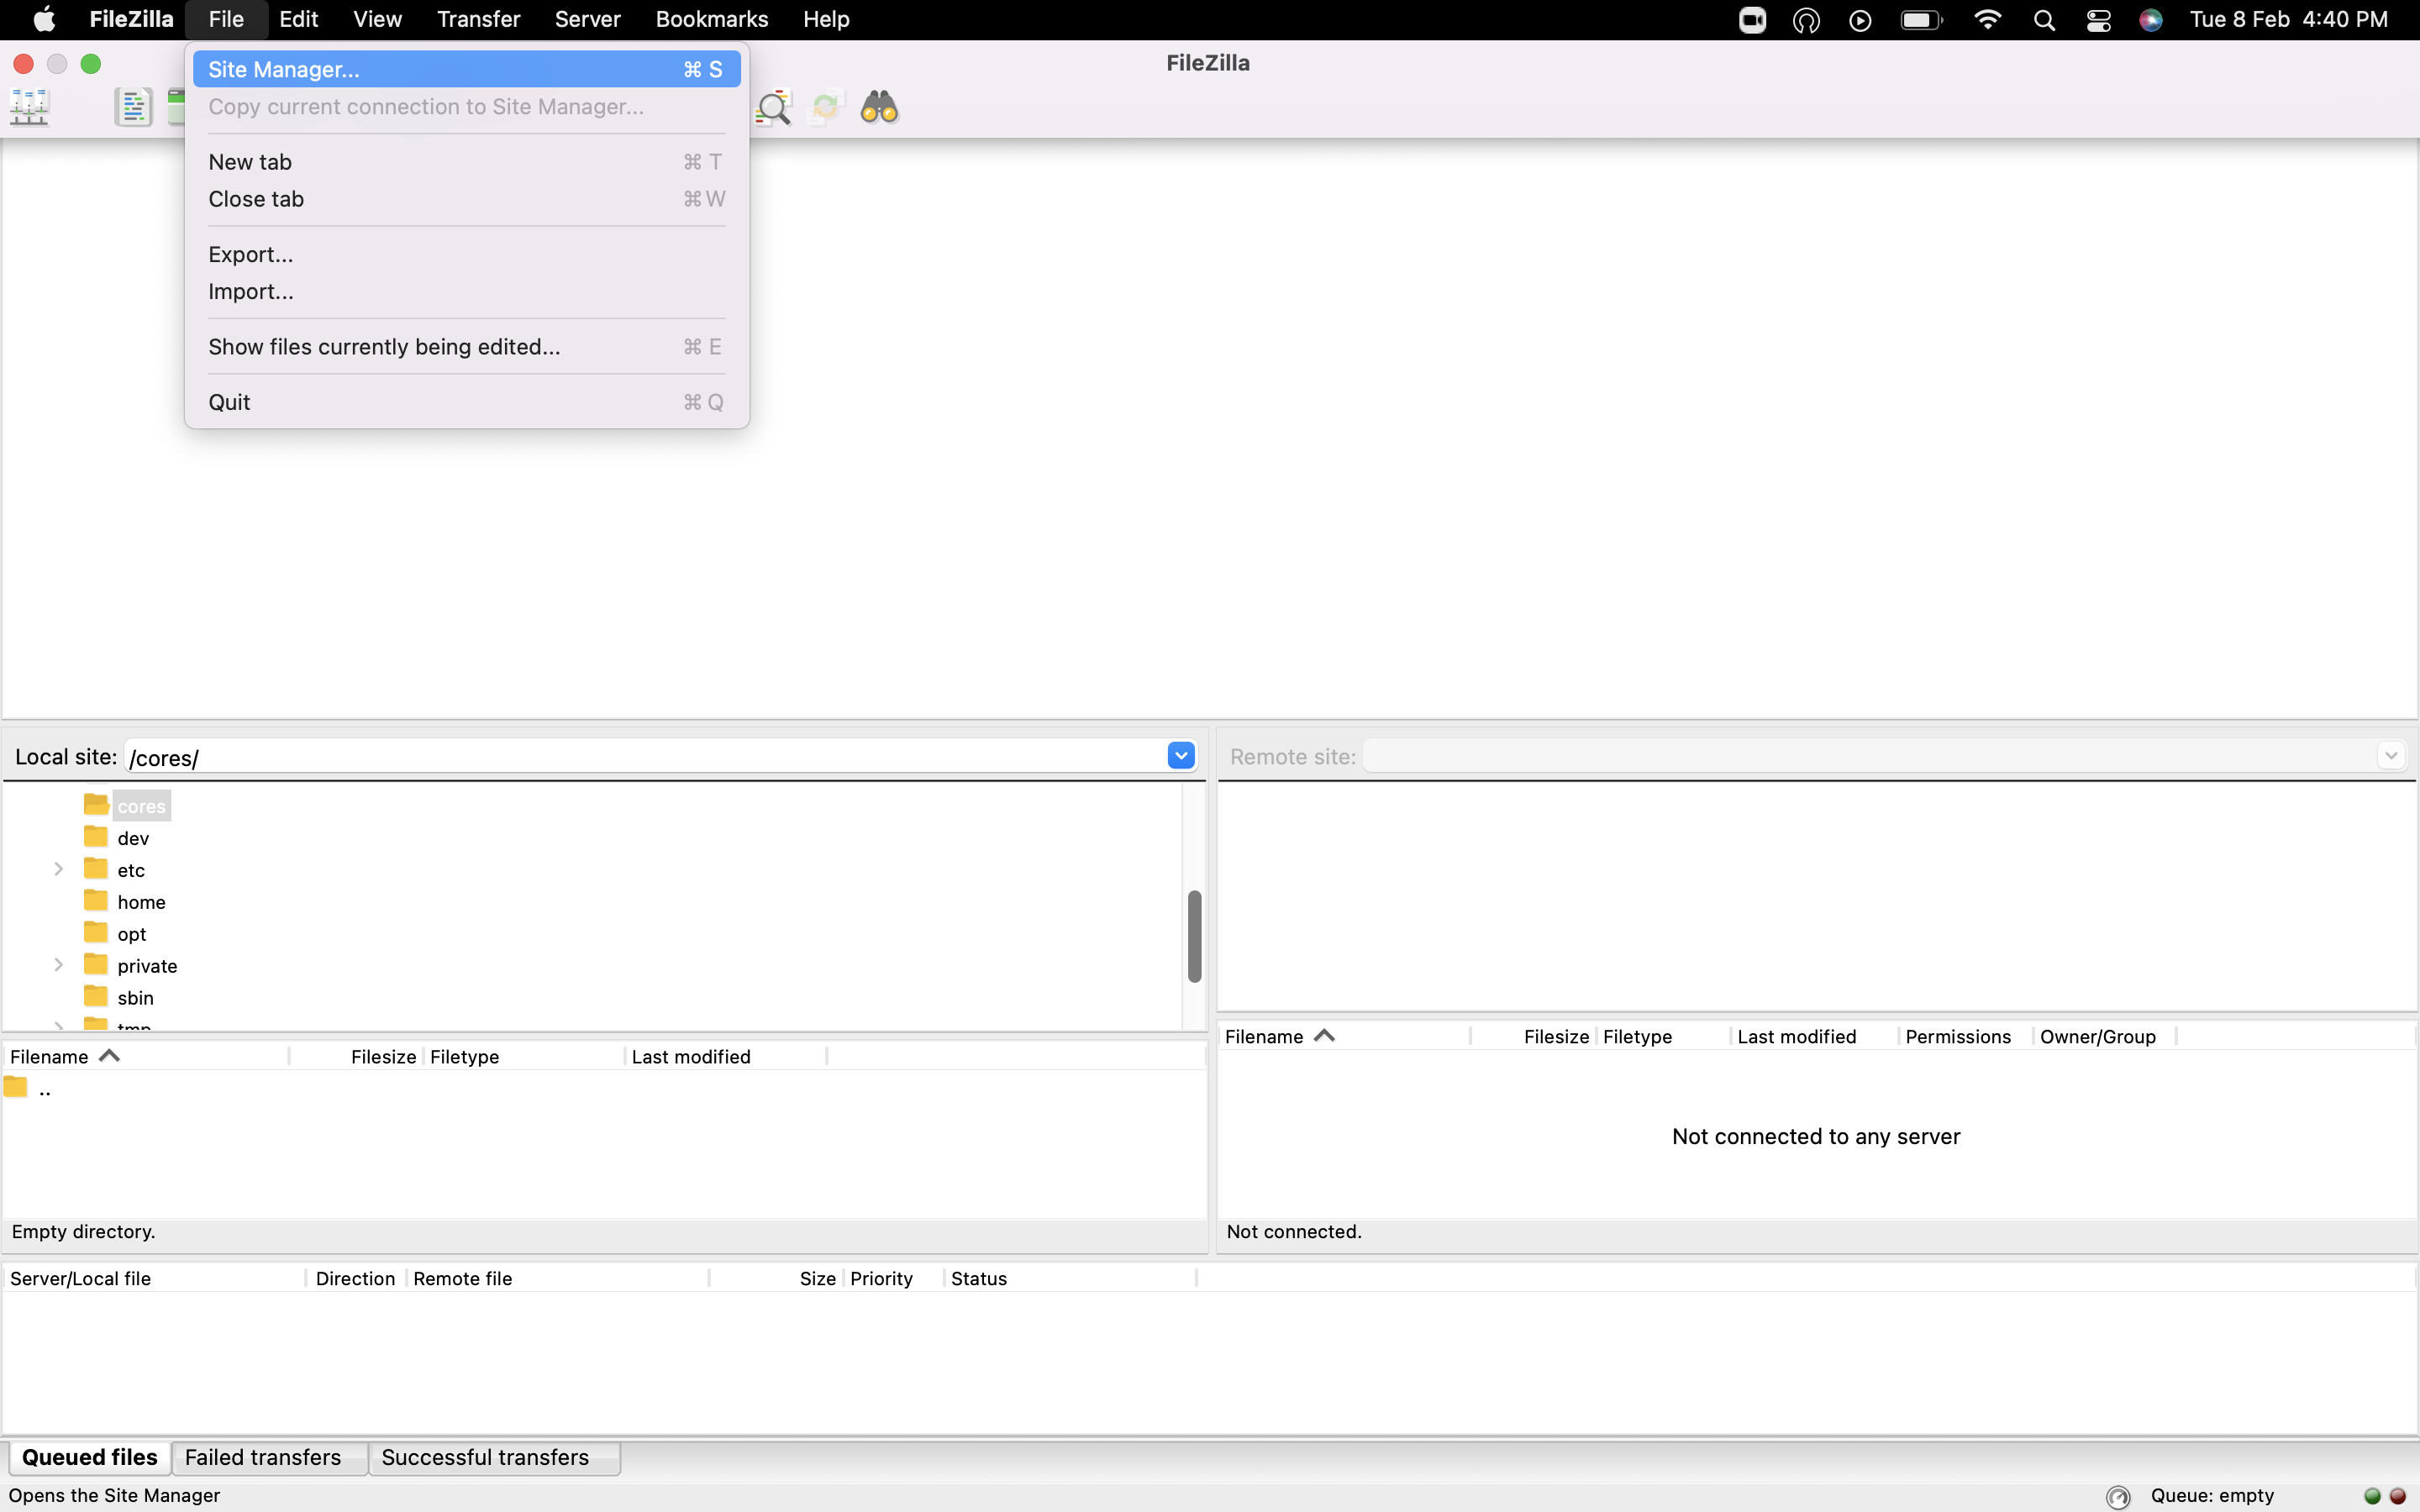 FileZilla File Edit View Transfer Server Bookmarks Help Tue 8 Feb 4:40 PM
FileZilla
Site Manager... ⌘ S
Copy current connection to Site Manager...
New tab ⌘ T
Close tab ⌘ W
Export...
Import...
Show files currently being edited... ⌘ E
Quit ⌘ Q
Local site: /cores/
Remote site:
cores
dev
etc
home
opt
private
sbin
tmp
Filename Filesize Filetype Last modified
..
Empty directory.
Filename Filesize Filetype Last modified Permissions Owner/Group
Not connected to any server
Not connected.
Server/Local file Direction Remote file Size Priority Status
Queued files Failed transfers Successful transfers
Opens the Site Manager Queue: empty